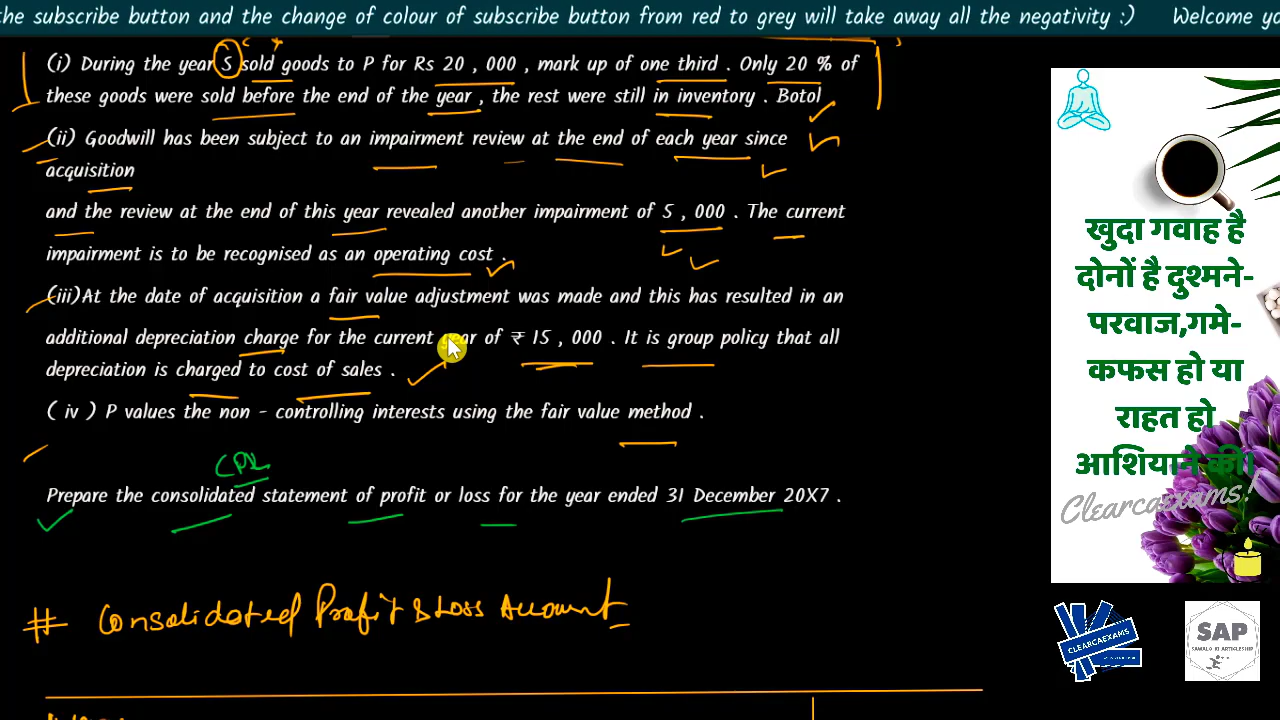 the subscribe button and the change of colour of subscribe button from red to grey will take away all the negativity :) Welcome yo
(i) During the year S sold goods to P for Rs 20 , 000 , mark up of one third . Only 20 % of
these goods were sold before the end of the year , the rest were still in inventory . Botol
(ii) Goodwill has been subject to an impairment review at the end of each year since
acquisition
and the review at the end of this year revealed another impairment of 5 , 000 . The current
impairment is to be recognised as an operating cost .
(iii)At the date of acquisition a fair value adjustment was made and this has resulted in an
additional depreciation charge for the current year of ₹ 15 , 000 . It is group policy that all
depreciation is charged to cost of sales .
( iv ) P values the non - controlling interests using the fair value method .
CP&L
Prepare the consolidated statement of profit or loss for the year ended 31 December 20X7 .
# Consolidated Profit & Loss Account
खुदा गवाह है
दोनों है दुश्मने-
परवाज,गमे-
कफस हो या
राहत हो
आशियाने की।
Clearcaexams!
CLEARCAEXAMS
SAP
SAMALO KI ARTICLESHIP